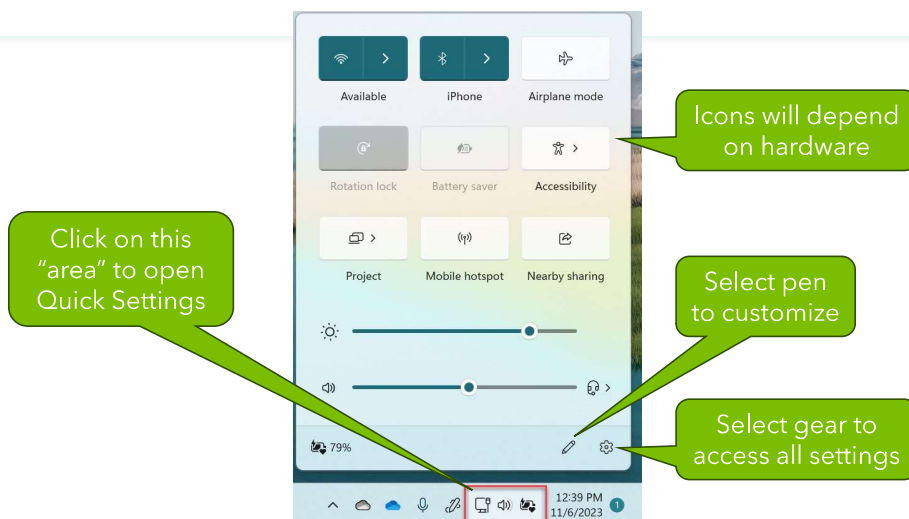 Available
iPhone
Airplane mode
Icons will depend
on hardware
Rotation lock
Battery saver
Accessibility
Click on this
“area” to open
Quick Settings
Project
Mobile hotspot
Nearby sharing
Select pen
to customize
Select gear to
access all settings
79%
12:39 PM
11/6/2023
1